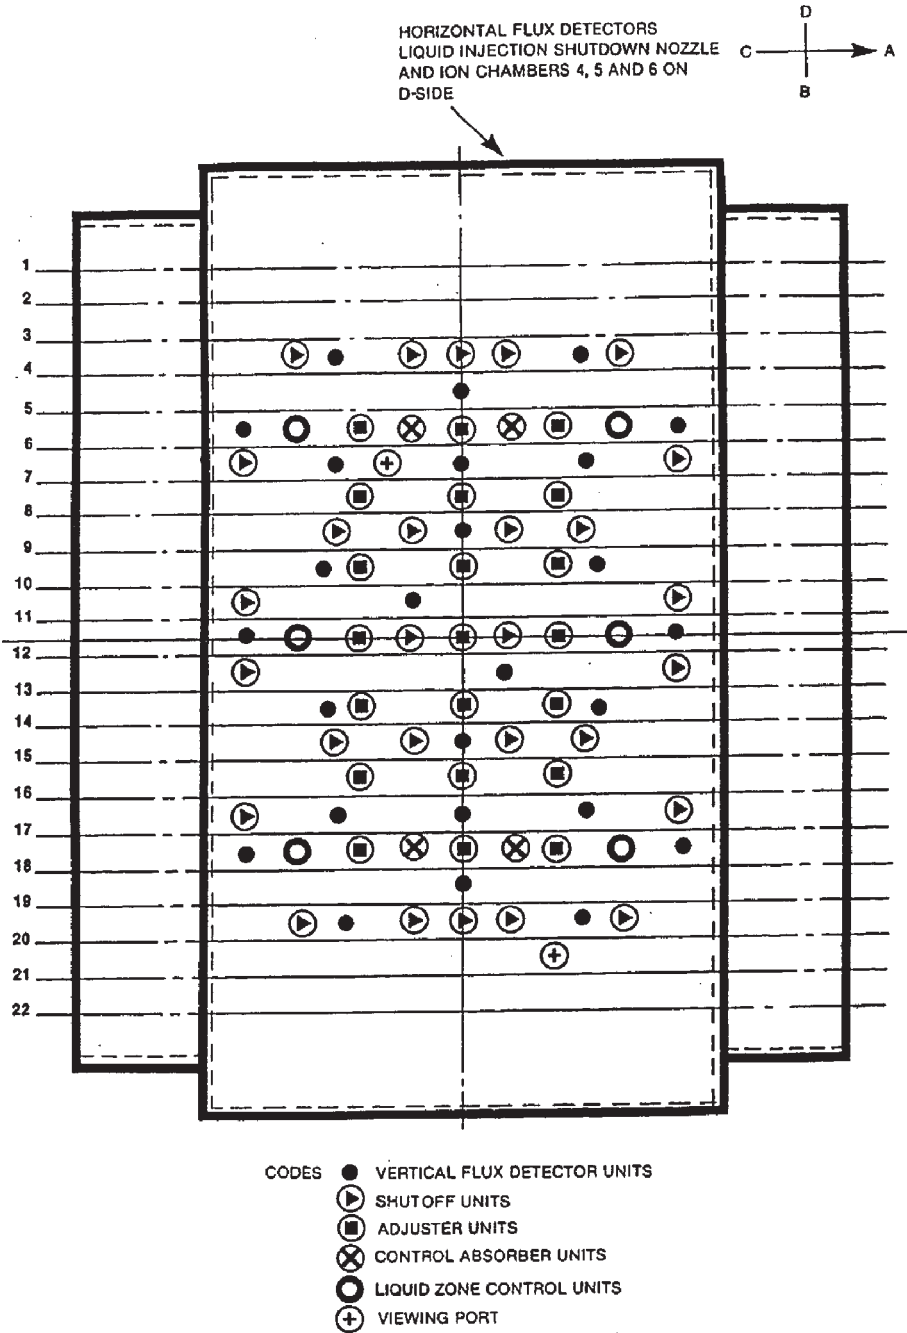 D
HORIZONTAL FLUX DETECTORS
LIQUID INJECTION SHUTDOWN NOZZLE
AND ION CHAMBERS 4, 5 AND 6 ON
D-SIDE
C A
B
1
2
3
4
5
6
7
8
9
10
11
12
13
14
15
16
17
18
19
20
21
22
CODES VERTICAL FLUX DETECTOR UNITS
SHUTOFF UNITS
ADJUSTER UNITS
CONTROL ABSORBER UNITS
LIQUID ZONE CONTROL UNITS
VIEWING PORT